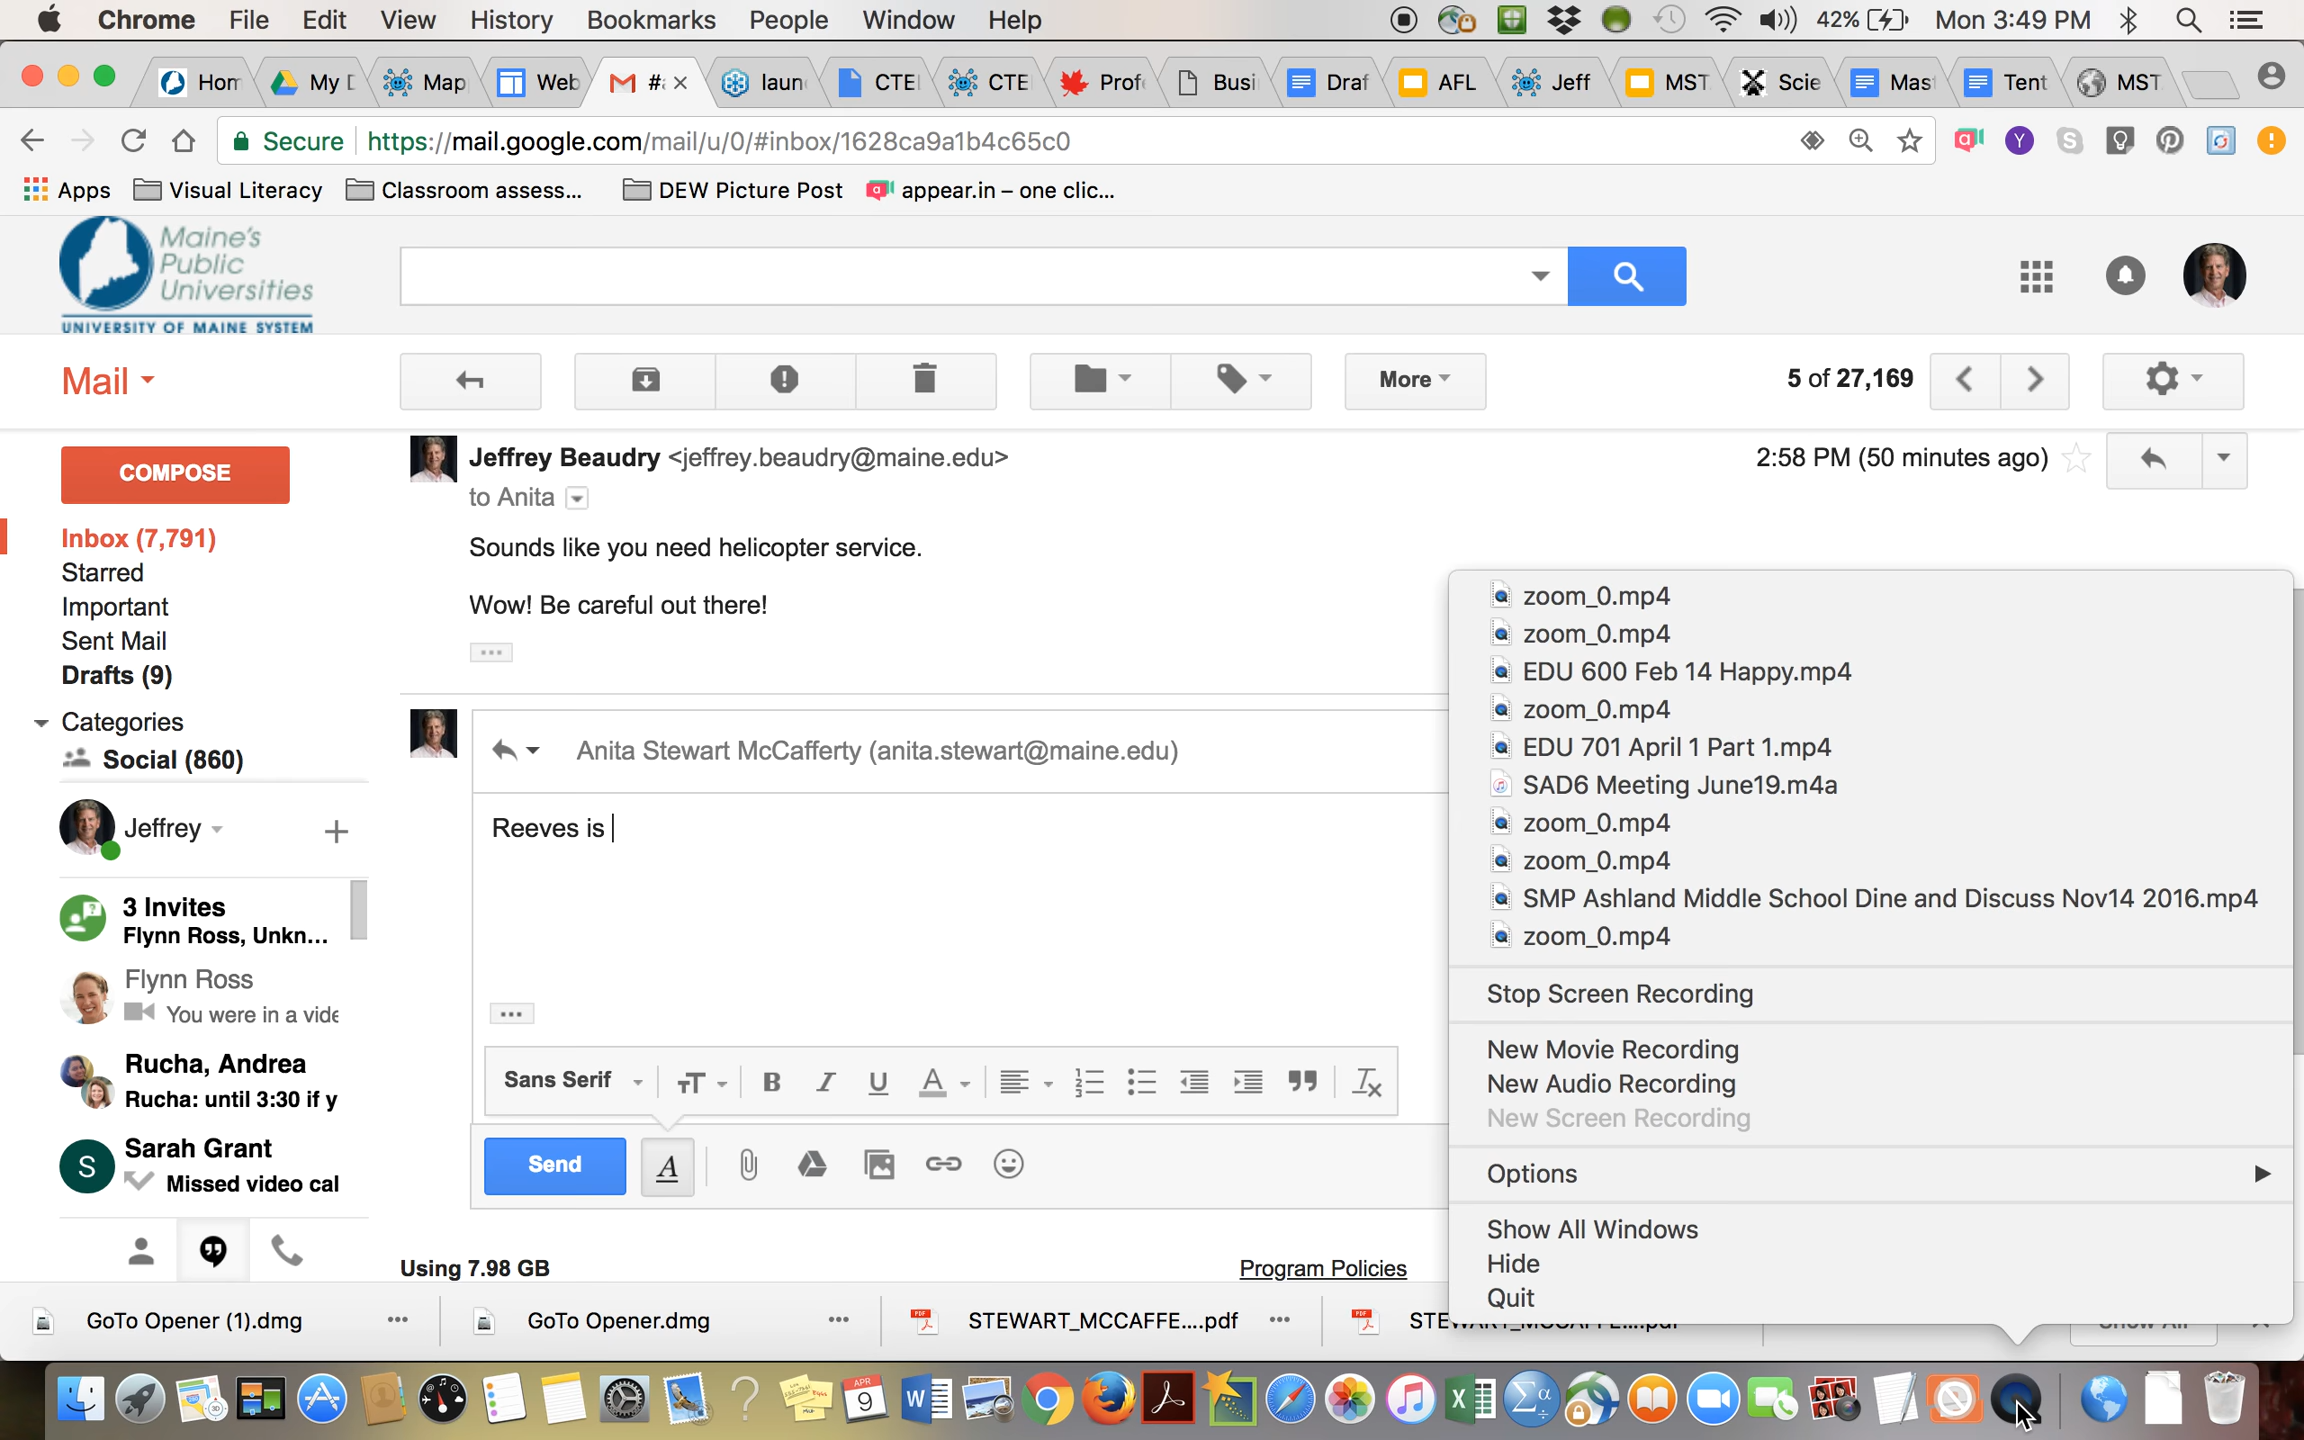 Chrome File Edit View History Bookmarks People Window Help 42% Mon 3:49 PM
Hom My D Map Web #: laun CTE CTE Prof Busi Draf AFL Jeff MST Scie Mas Tent MST
Secure https://mail.google.com/mail/u/0/#inbox/1628ca9a1b4c65c0
Apps Visual Literacy Classroom assess... DEW Picture Post appear.in – one clic...
Maine's
Public
Universities
UNIVERSITY OF MAINE SYSTEM
Mail More 5 of 27,169
COMPOSE
Inbox (7,791)
Starred
Important
Sent Mail
Drafts (9)
Categories
Social (860)
Jeffrey
3 Invites
Flynn Ross, Unkn...
Flynn Ross
You were in a vide
Rucha, Andrea
Rucha: until 3:30 if y
Sarah Grant
S
Missed video cal
Jeffrey Beaudry <jeffrey.beaudry@maine.edu> 2:58 PM (50 minutes ago)
to Anita
Sounds like you need helicopter service.
Wow! Be careful out there!
Anita Stewart McCafferty (anita.stewart@maine.edu)
Reeves is
Sans Serif
Send
Using 7.98 GB Program Policies
zoom_0.mp4
zoom_0.mp4
EDU 600 Feb 14 Happy.mp4
zoom_0.mp4
EDU 701 April 1 Part 1.mp4
SAD6 Meeting June19.m4a
zoom_0.mp4
zoom_0.mp4
SMP Ashland Middle School Dine and Discuss Nov14 2016.mp4
zoom_0.mp4
Stop Screen Recording
New Movie Recording
New Audio Recording
New Screen Recording
Options
Show All Windows
Hide
Quit
GoTo Opener (1).dmg GoTo Opener.dmg STEWART_MCCAFFE....pdf STEWART_MCCAFFE....pdf Show All
APR
9